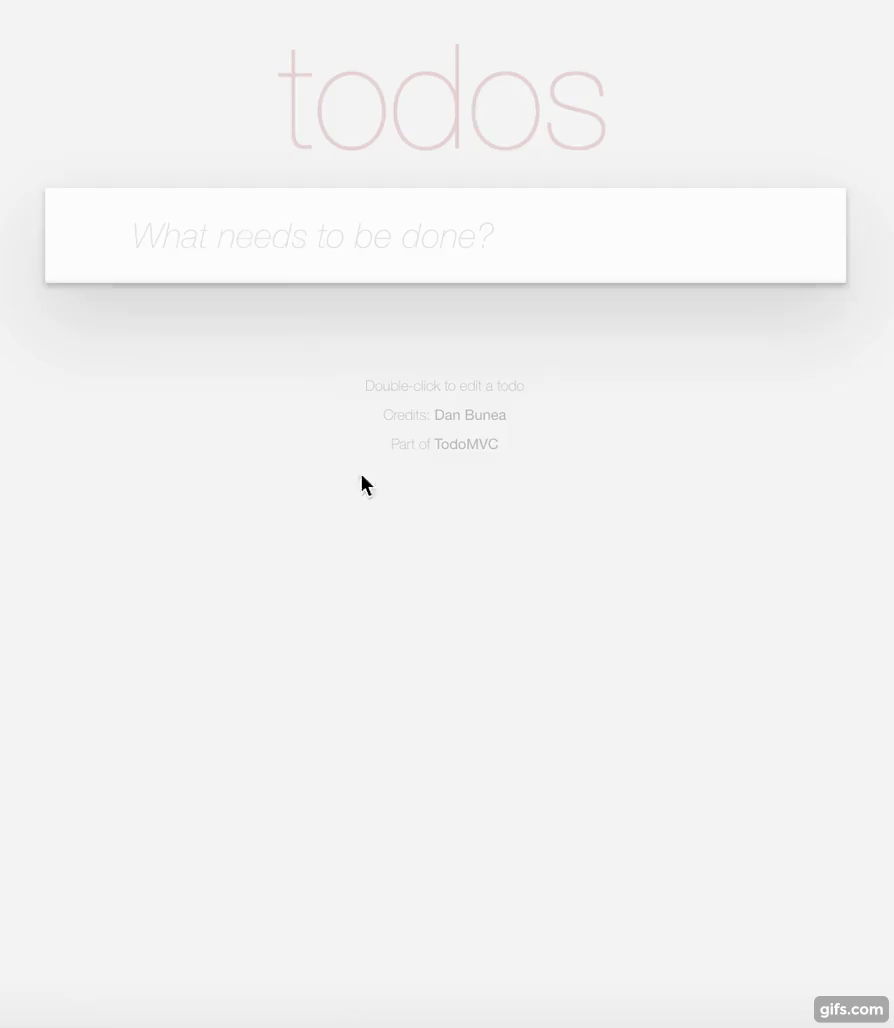 todos
What needs to be done?
Double-click to edit a todo
Credits: Dan Bunea
Part of TodoMVC
gifs.com